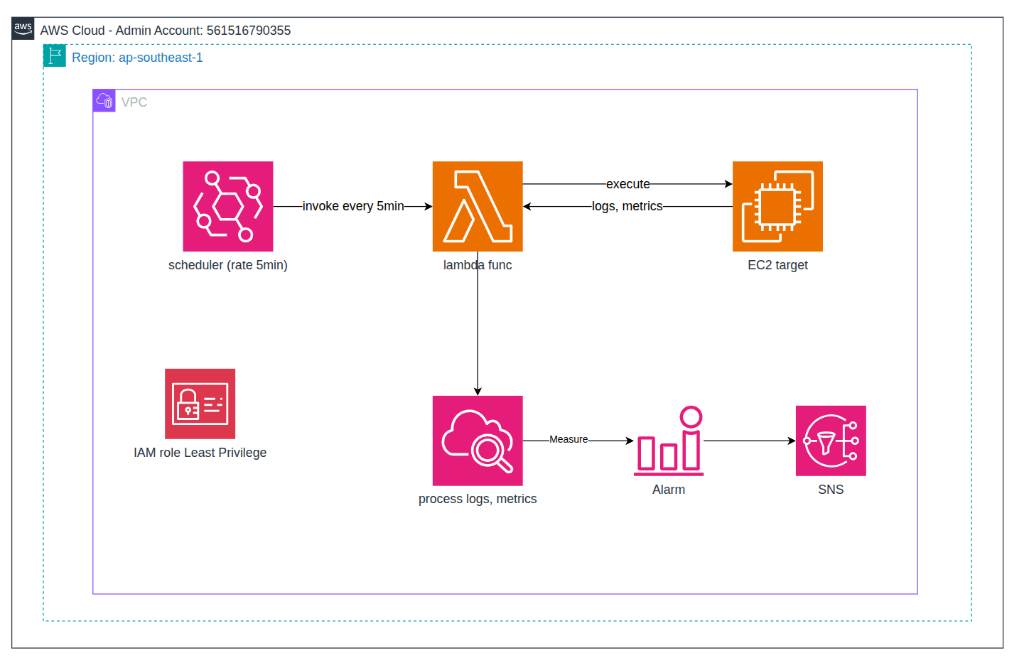 aws
AWS Cloud - Admin Account: 561516790355
Region: ap-southeast-1
VPC
execute
invoke every 5min
logs, metrics
scheduler (rate 5min)
lambda func
EC2 target
IAM role Least Privilege
Measure
process logs, metrics
Alarm
SNS